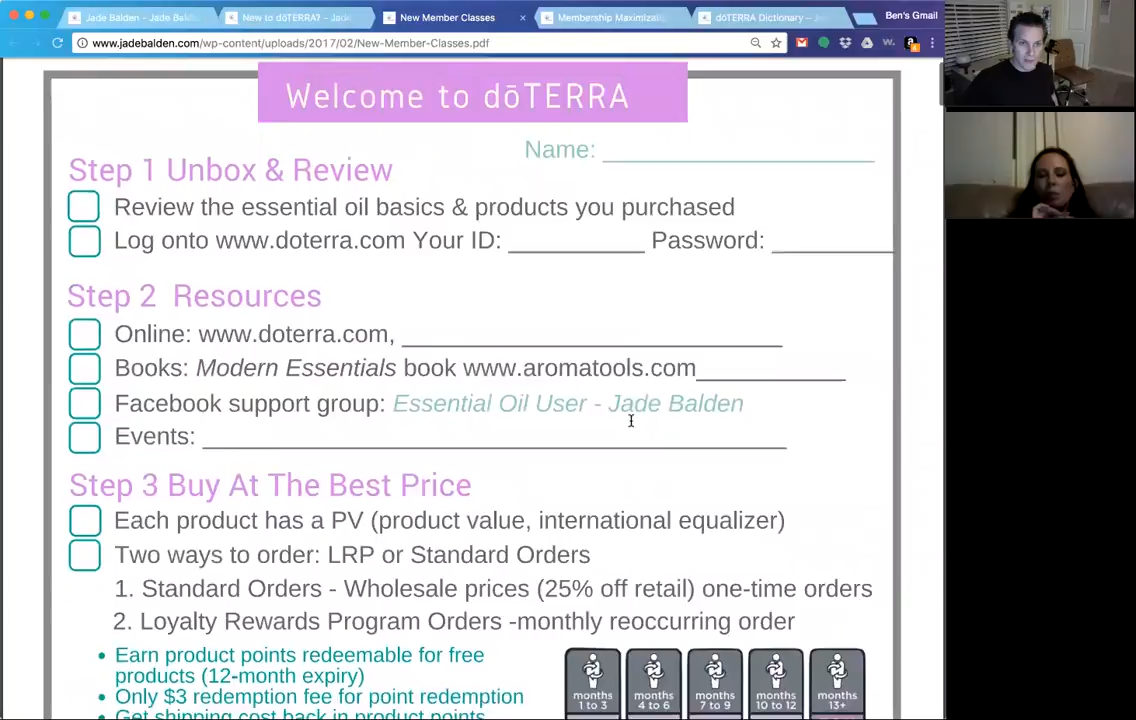 Jade Balden - Jade Bald
New to dōTERRA? - Jade
New Member Classes
Membership Maximizati
dōTERRA Dictionary – J
Ben's Gmail
www.jadebalden.com/wp-content/uploads/2017/02/New-Member-Classes.pdf
Welcome to dōTERRA
Name: ____________________
Step 1 Unbox & Review
Review the essential oil basics & products you purchased
Log onto www.doterra.com Your ID: __________ Password: _________
Step 2 Resources
Online: www.doterra.com, ____________________________
Books: Modern Essentials book www.aromatools.com___________
Facebook support group: Essential Oil User - Jade Balden
Events: ___________________________________________
Step 3 Buy At The Best Price
Each product has a PV (product value, international equalizer)
Two ways to order: LRP or Standard Orders
1. Standard Orders - Wholesale prices (25% off retail) one-time orders
2. Loyalty Rewards Program Orders -monthly reoccurring order
• Earn product points redeemable for free
products (12-month expiry)
• Only $3 redemption fee for point redemption
• Get shipping cost back in product points
months
1 to 3
months
4 to 6
months
7 to 9
months
10 to 12
months
13+